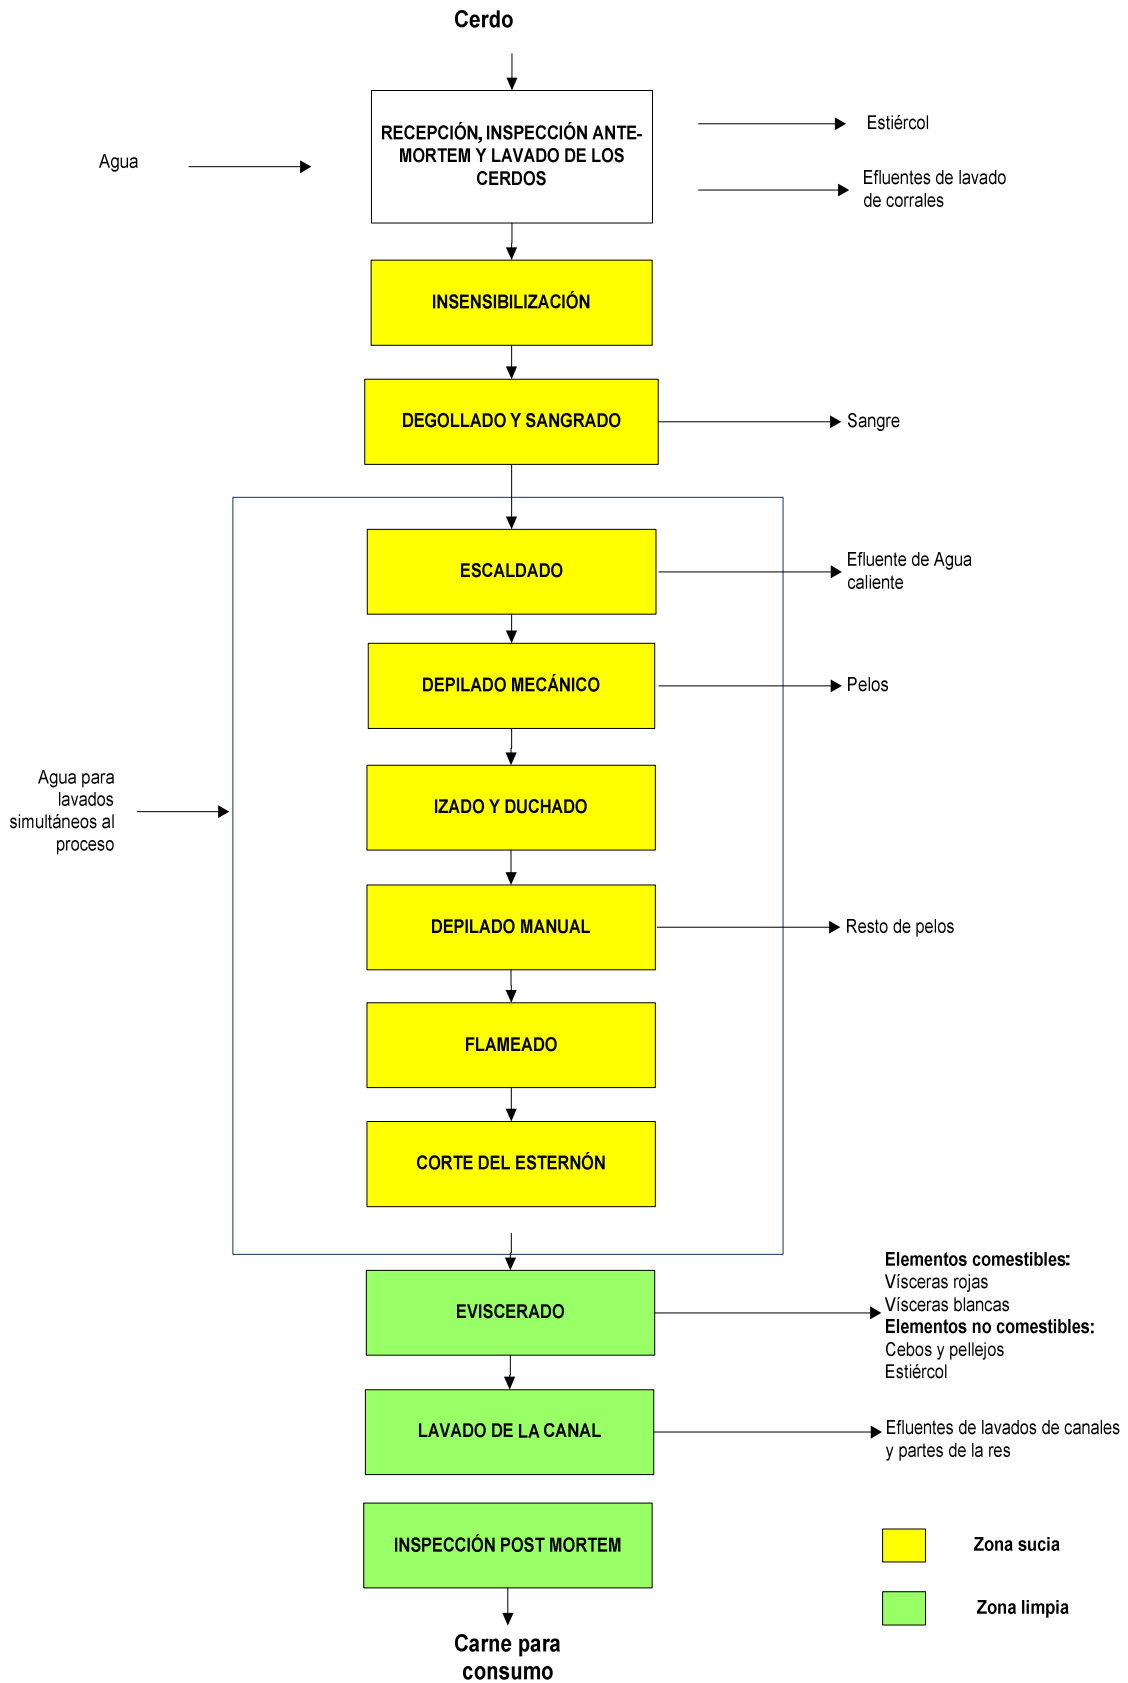 Cerdo
RECEPCIÓN, INSPECCIÓN ANTE-
MORTEM Y LAVADO DE LOS
CERDOS
Agua
Estiércol
Efluentes de lavado
de corrales
INSENSIBILIZACIÓN
DEGOLLADO Y SANGRADO
Sangre
ESCALDADO
Efluente de Agua
caliente
DEPILADO MECÁNICO
Pelos
Agua para
lavados
simultáneos al
proceso
IZADO Y DUCHADO
DEPILADO MANUAL
Resto de pelos
FLAMEADO
CORTE DEL ESTERNÓN
EVISCERADO
Elementos comestibles:
Vísceras rojas
Vísceras blancas
Elementos no comestibles:
Cebos y pellejos
Estiércol
LAVADO DE LA CANAL
Efluentes de lavados de canales
y partes de la res
INSPECCIÓN POST MORTEM
Zona sucia
Zona limpia
Carne para
consumo